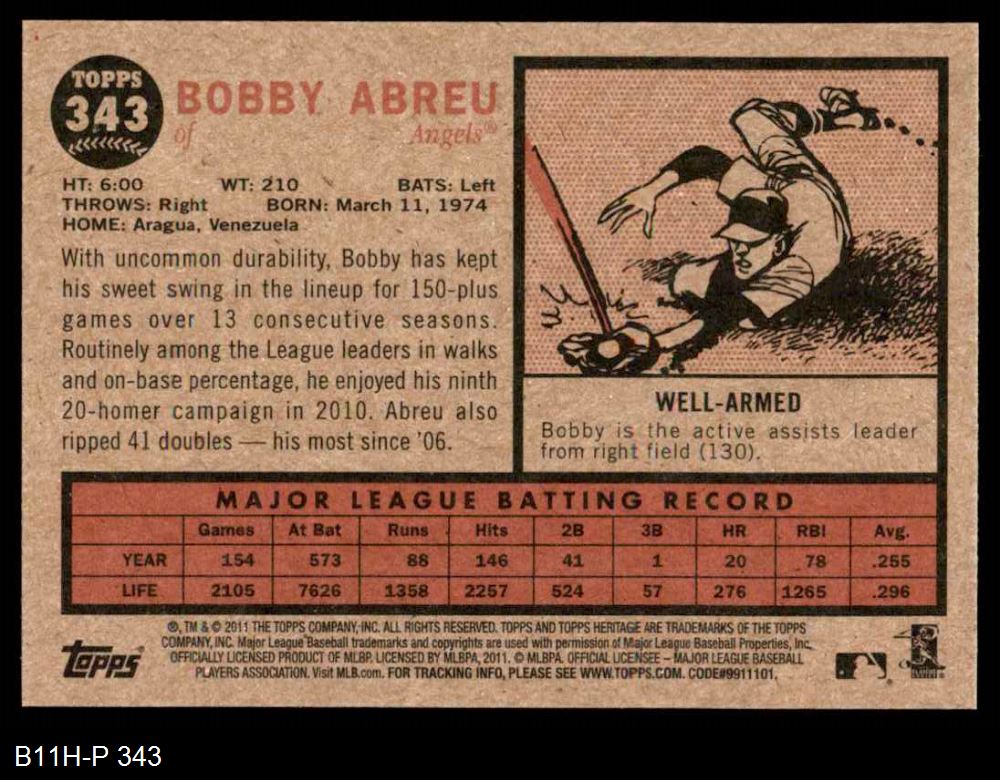 TOPPS
343
BOBBY ABREU
of Angels®
HT: 6:00 WT: 210 BATS: Left
THROWS: Right BORN: March 11, 1974
HOME: Aragua, Venezuela
With uncommon durability, Bobby has kept
his sweet swing in the lineup for 150-plus
games over 13 consecutive seasons.
Routinely among the League leaders in walks
and on-base percentage, he enjoyed his ninth
20-homer campaign in 2010. Abreu also
ripped 41 doubles — his most since '06.
WELL-ARMED
Bobby is the active assists leader
from right field (130).
MAJOR LEAGUE BATTING RECORD
Games At Bat Runs Hits 2B 3B HR RBI Avg.
YEAR 154 573 88 146 41 1 20 78 .255
LIFE 2105 7626 1358 2257 524 57 276 1265 .296
®, TM & © 2011 THE TOPPS COMPANY, INC. ALL RIGHTS RESERVED. TOPPS AND TOPPS HERITAGE ARE TRADEMARKS OF THE TOPPS
COMPANY, INC. Major League Baseball trademarks and copyrights are used with permission of Major League Baseball Properties, Inc.
OFFICIALLY LICENSED PRODUCT OF MLBP. LICENSED BY MLBPA, 2011. © MLBPA. OFFICIAL LICENSEE – MAJOR LEAGUE BASEBALL
PLAYERS ASSOCIATION. Visit MLB.com. FOR TRACKING INFO, PLEASE SEE WWW.TOPPS.COM. CODE#9911101.
Topps
B11H-P 343